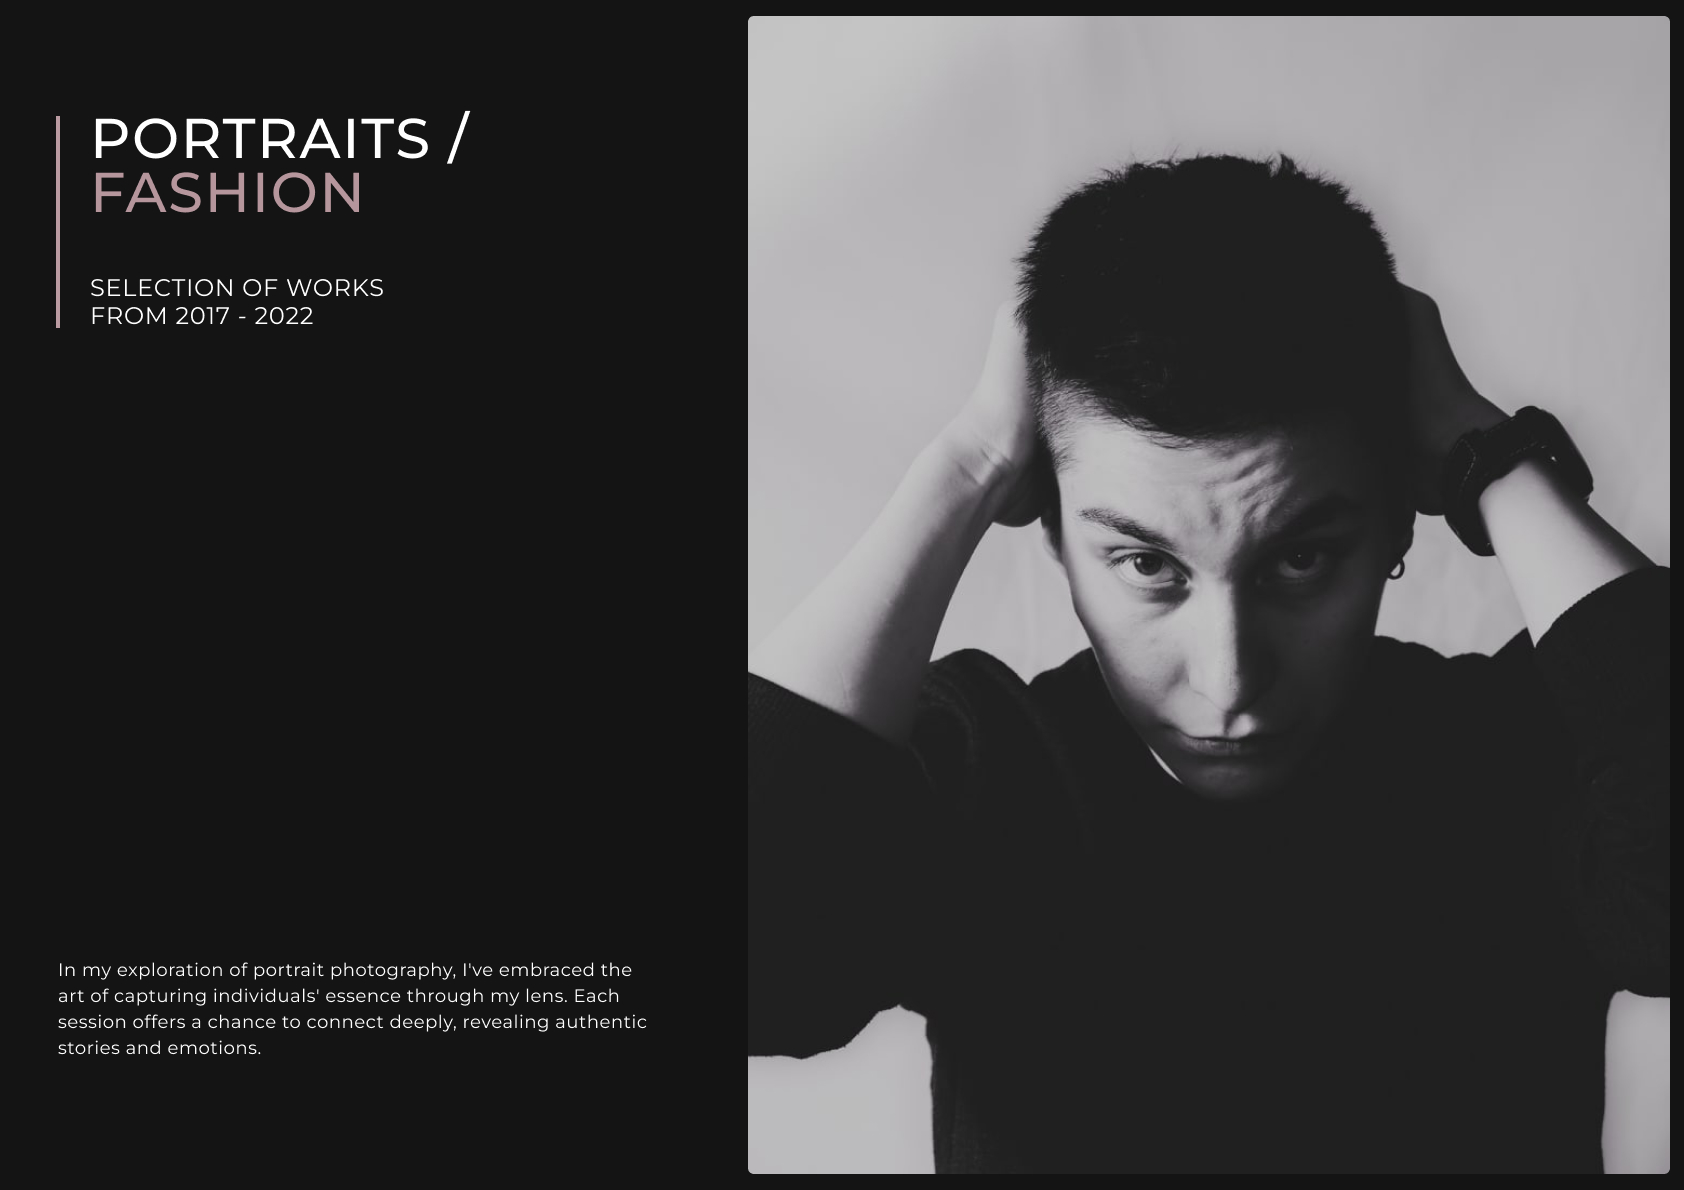 PORTRAITS /
FASHION
SELECTION OF WORKS
FROM 2017 - 2022
In my exploration of portrait photography, I've embraced the
art of capturing individuals' essence through my lens. Each
session offers a chance to connect deeply, revealing authentic
stories and emotions.